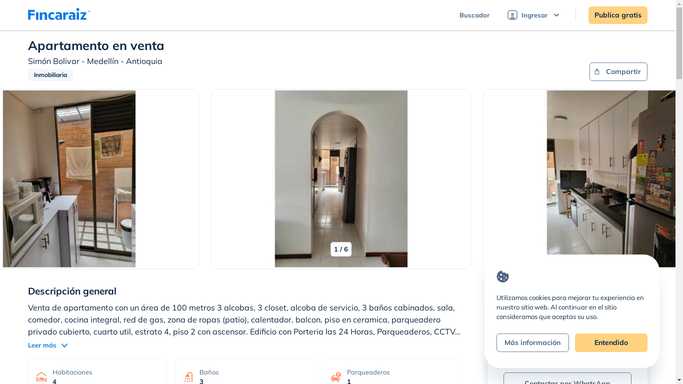 Fincaraiz
Buscador
Ingresar
Publica gratis
Apartamento en venta
Simón Bolivar - Medellín - Antioquia
Inmobiliaria
Compartir
1 / 6
Descripción general
Venta de apartamento con un área de 100 metros 3 alcobas, 3 closet, alcoba de servicio, 3 baños cabinados, sala,
comedor, cocina integral, red de gas, zona de ropas (patio), calentador, balcon, piso en ceramica, parqueadero
privado cubierto, cuarto util, estrato 4, piso 2 con ascensor. Edificio con Porteria las 24 Horas, Parqueaderos, CCTV...
Leer más
Habitaciones
4
Baños
3
Parqueaderos
1
Utilizamos cookies para mejorar tu experiencia en
nuestro sitio web. Al continuar en el sitio
consideramos que aceptas su uso.
Más información
Entendido
Contactar por WhatsApp